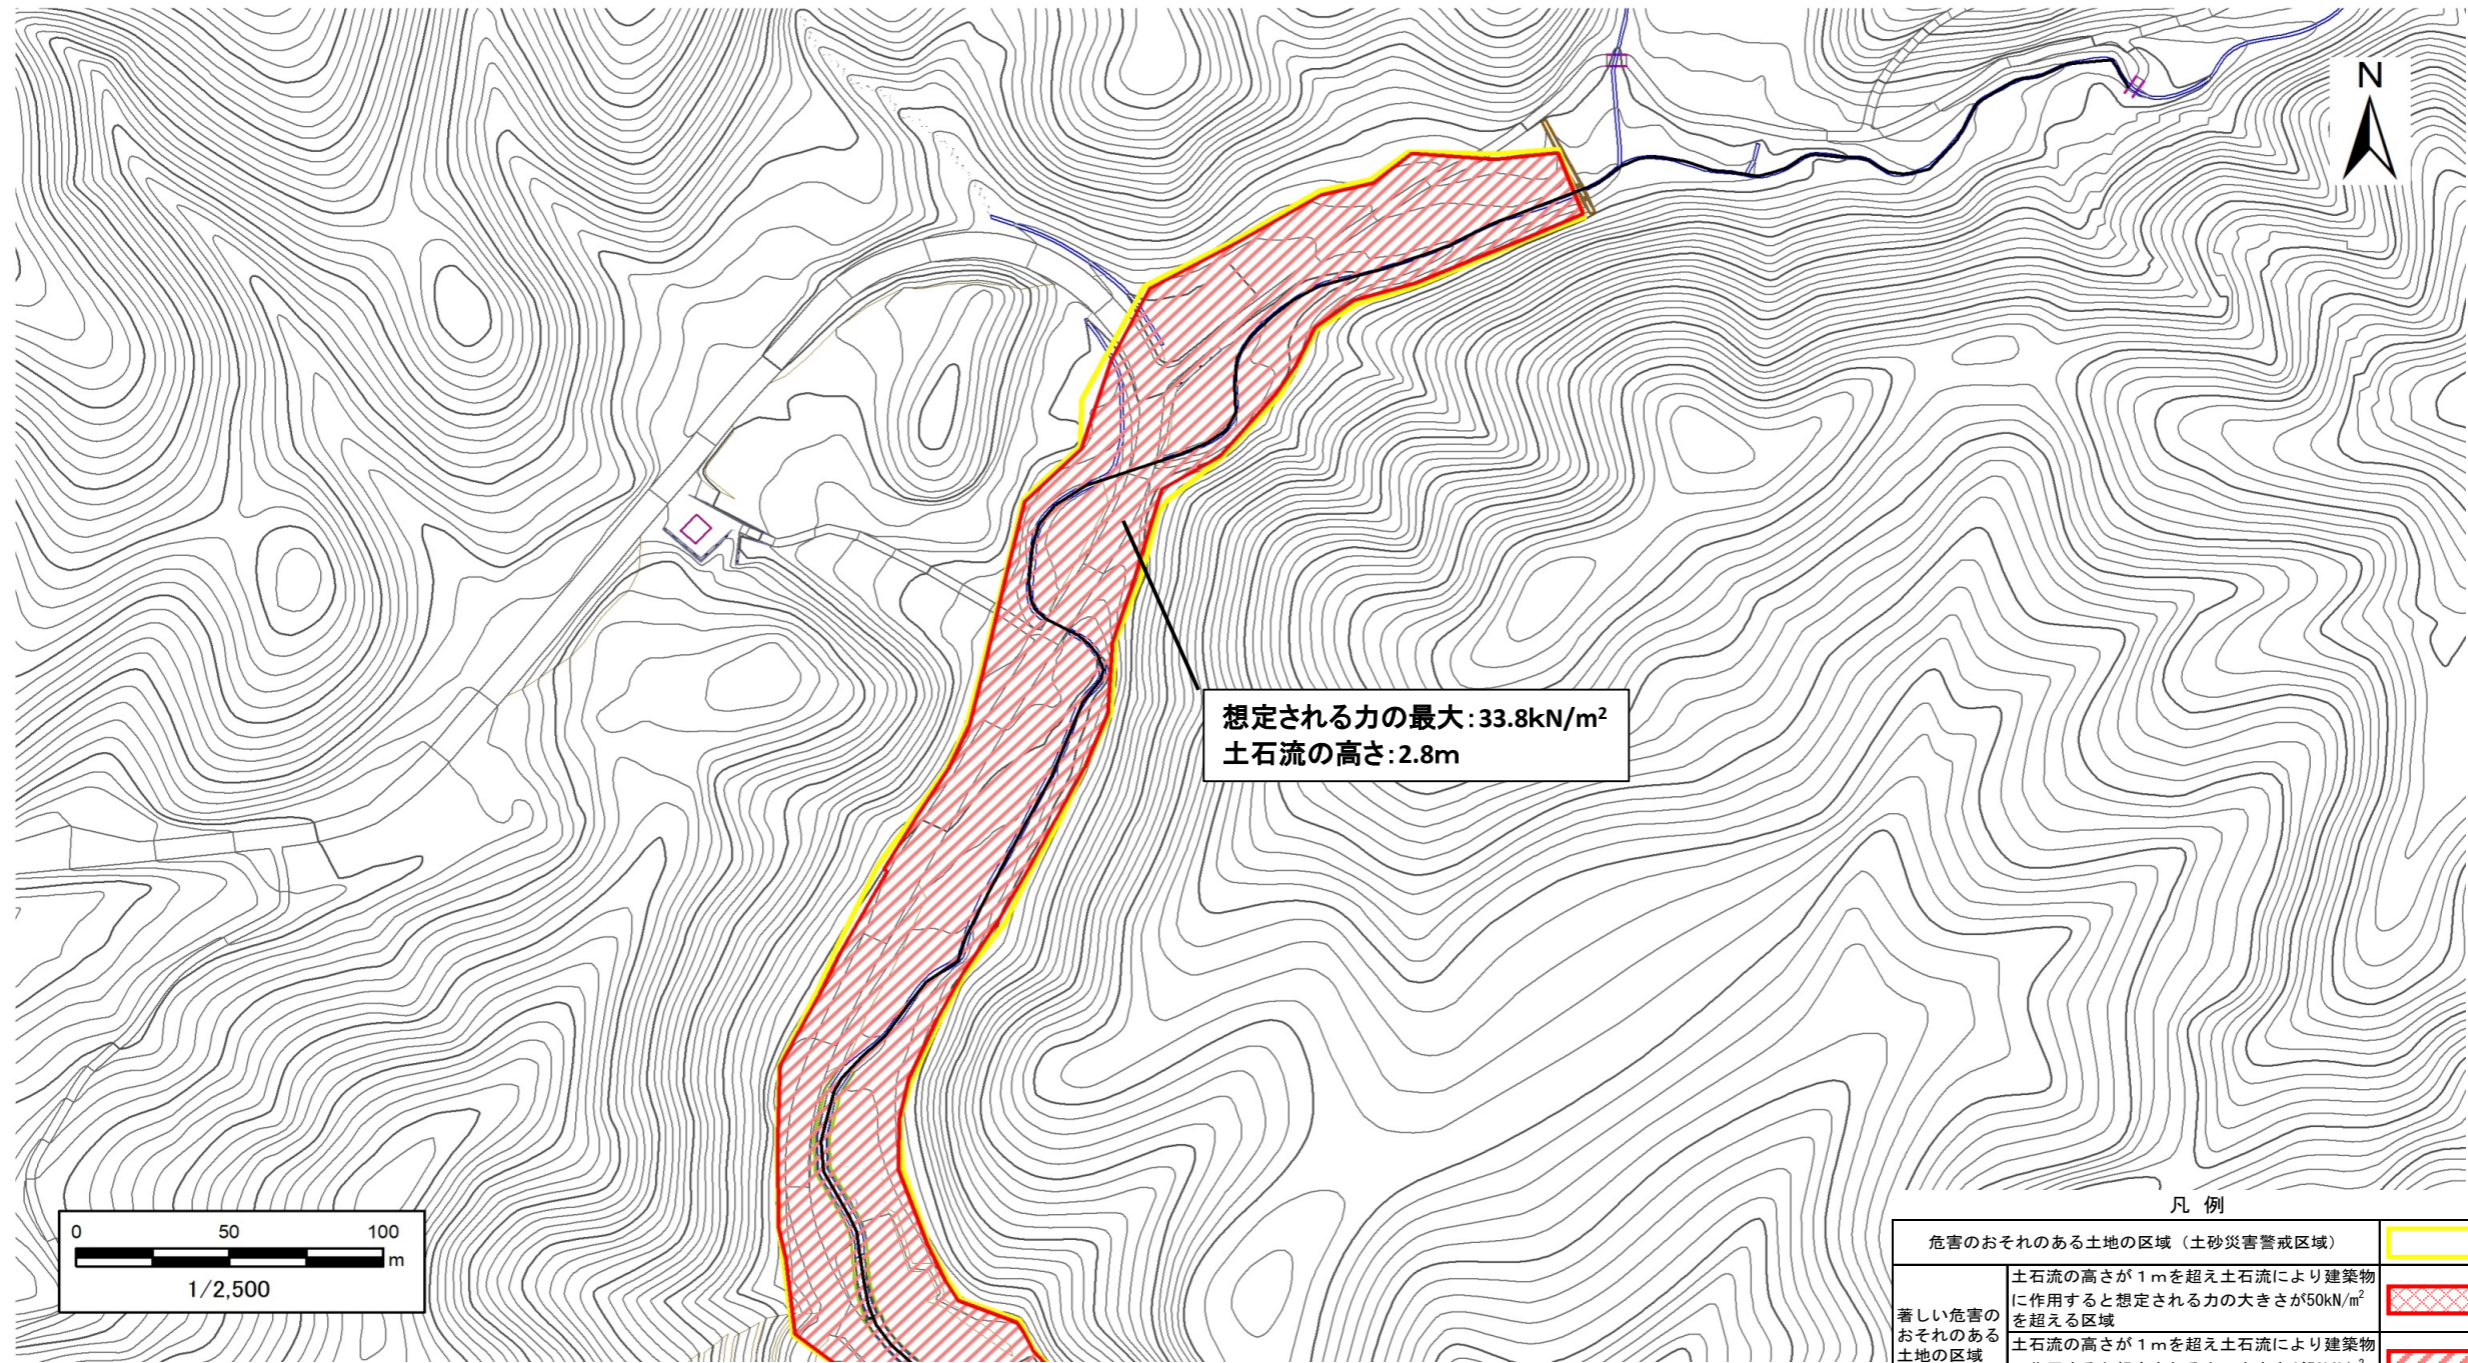 N
想定される力の最大：33.8kN/m²
土石流の高さ：2.8m
0 50 100
m
1/2,500
凡 例
危害のおそれのある土地の区域（土砂災害警戒区域）
著しい危害の
おそれのある
土地の区域
土石流の高さが１ｍを超え土石流により建築物
に作用すると想定される力の大きさが50kN/㎡
を超える区域
土石流の高さが１ｍを超え土石流により建築物